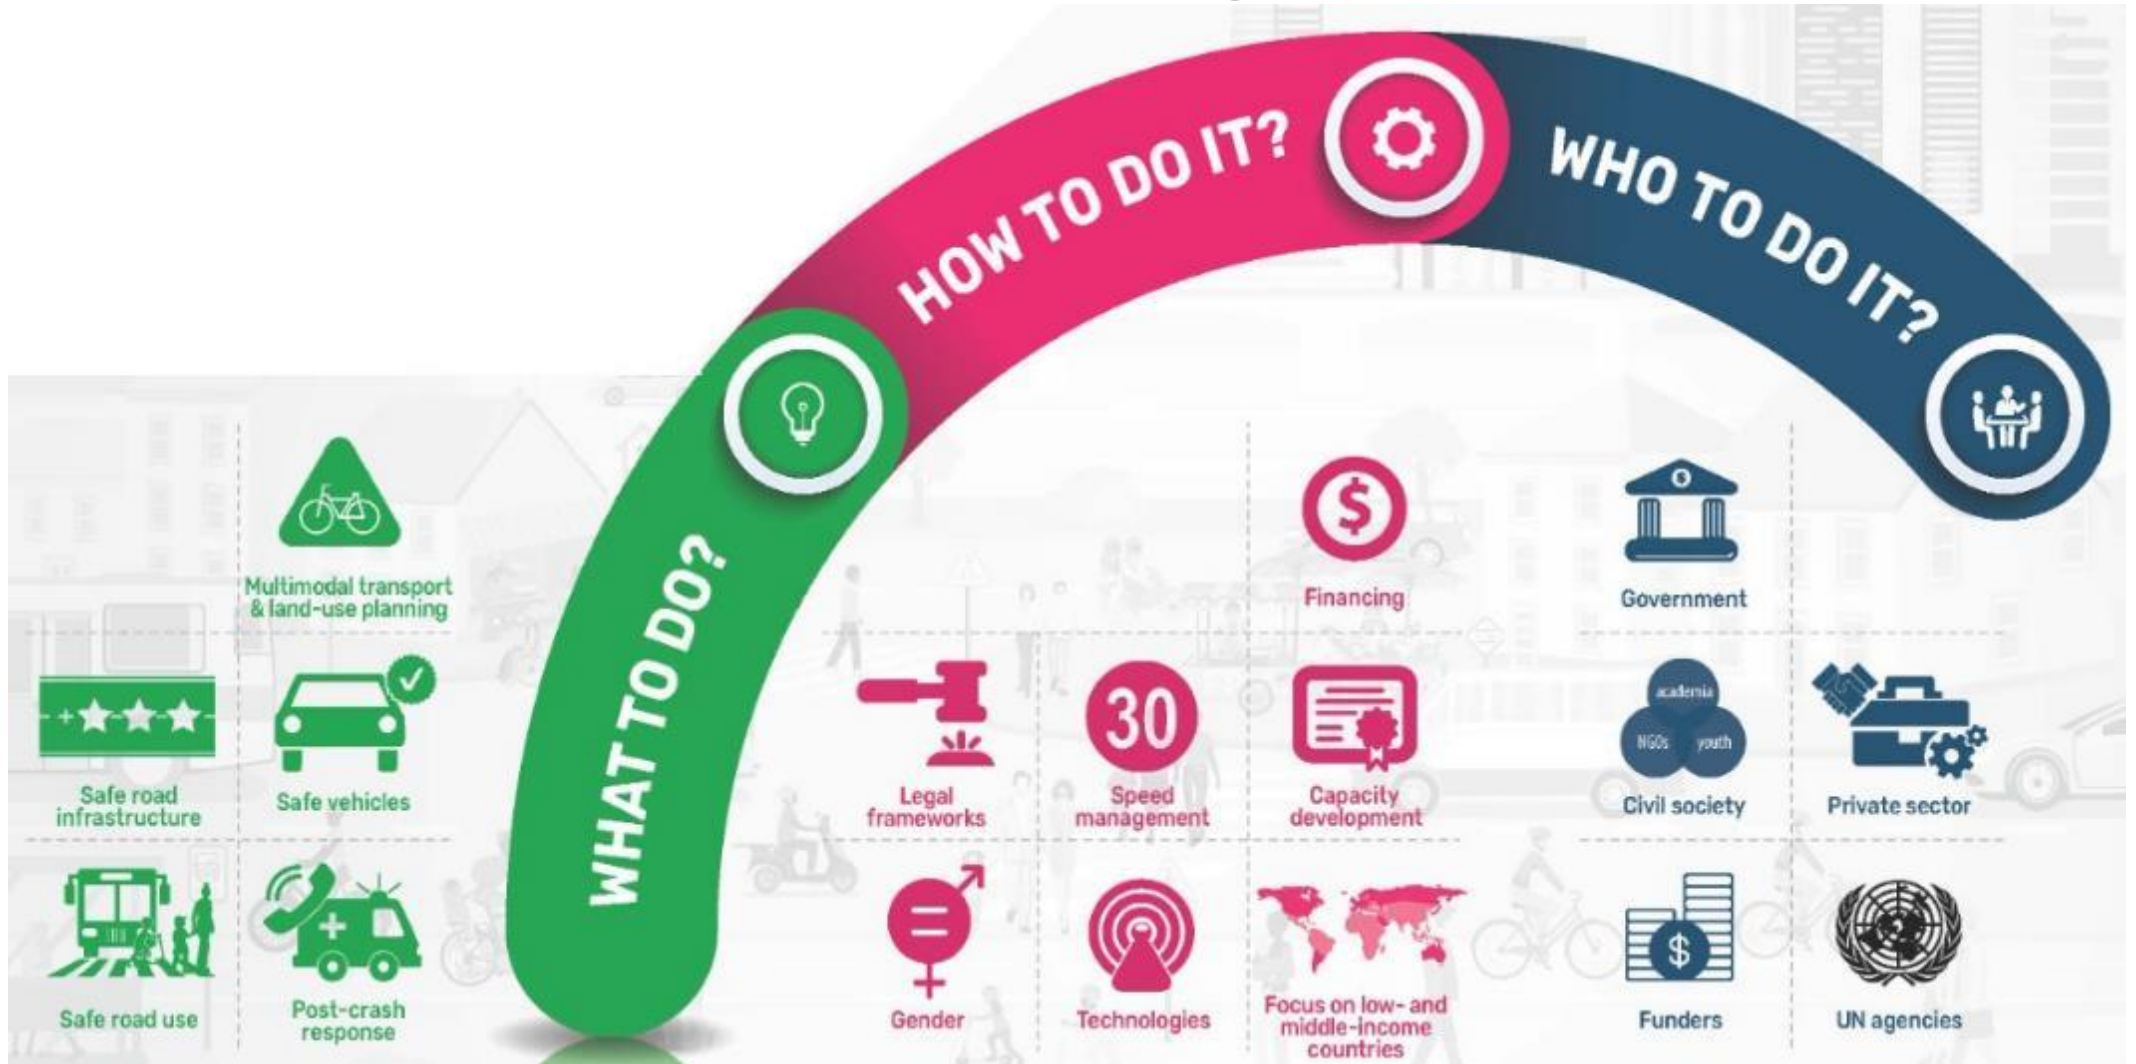 WHAT TO DO?
Multimodal transport
& land-use planning
Safe road
infrastructure
Safe vehicles
Safe road use
Post-crash
response
HOW TO DO IT?
$
Financing
Legal
frameworks
30
Speed
management
Capacity
development
Gender
Technologies
Focus on low- and
middle-income
countries
WHO TO DO IT?
Government
academia
NGOs youth
Civil society
Private sector
$
Funders
UN agencies